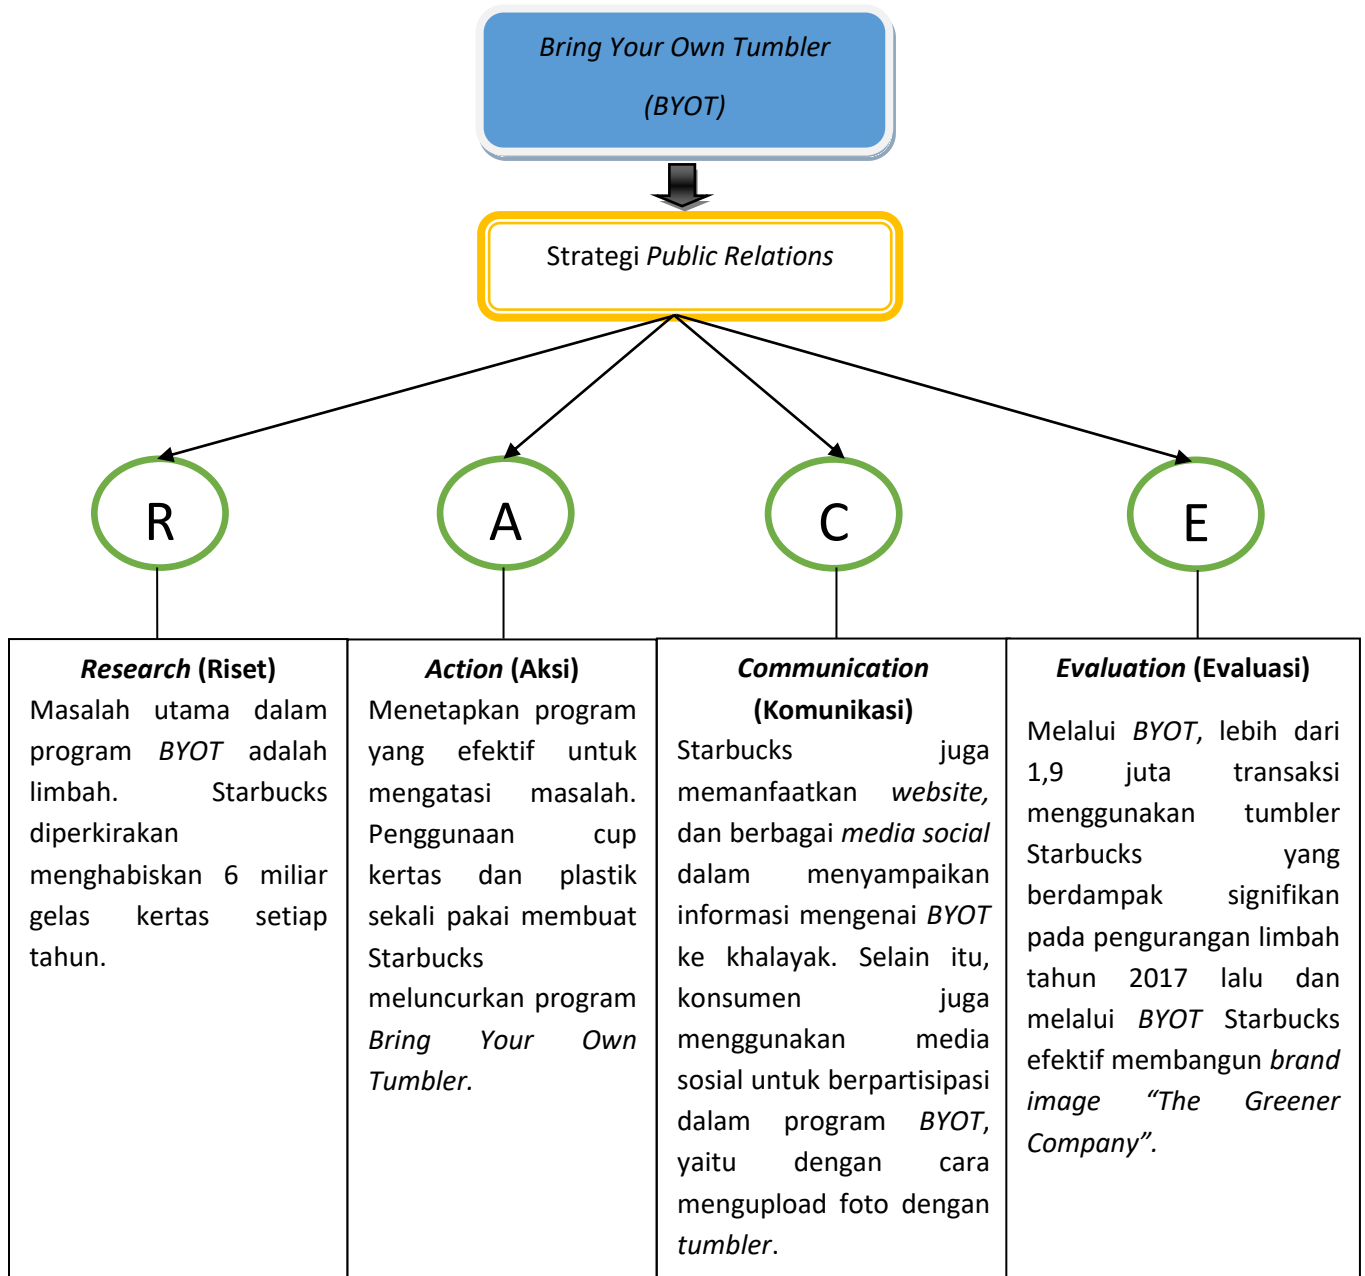 Bring Your Own Tumbler
(BYOT)
Strategi Public Relations
R
A
C
E
Research (Riset)
Masalah utama dalam
program BYOT adalah
limbah. Starbucks
diperkirakan
menghabiskan 6 miliar
gelas kertas setiap
tahun.
Action (Aksi)
Menetapkan program
yang efektif untuk
mengatasi masalah.
Penggunaan cup
kertas dan plastik
sekali pakai membuat
Starbucks
meluncurkan program
Bring Your Own
Tumbler.
Communication
(Komunikasi)
Starbucks juga
memanfaatkan website,
dan berbagai media social
dalam menyampaikan
informasi mengenai BYOT
ke khalayak. Selain itu,
konsumen juga
menggunakan media
sosial untuk berpartisipasi
dalam program BYOT,
yaitu dengan cara
mengupload foto dengan
tumbler.
Evaluation (Evaluasi)
Melalui BYOT, lebih dari
1,9 juta transaksi
menggunakan tumbler
Starbucks yang
berdampak signifikan
pada pengurangan limbah
tahun 2017 lalu dan
melalui BYOT Starbucks
efektif membangun brand
image “The Greener
Company”.